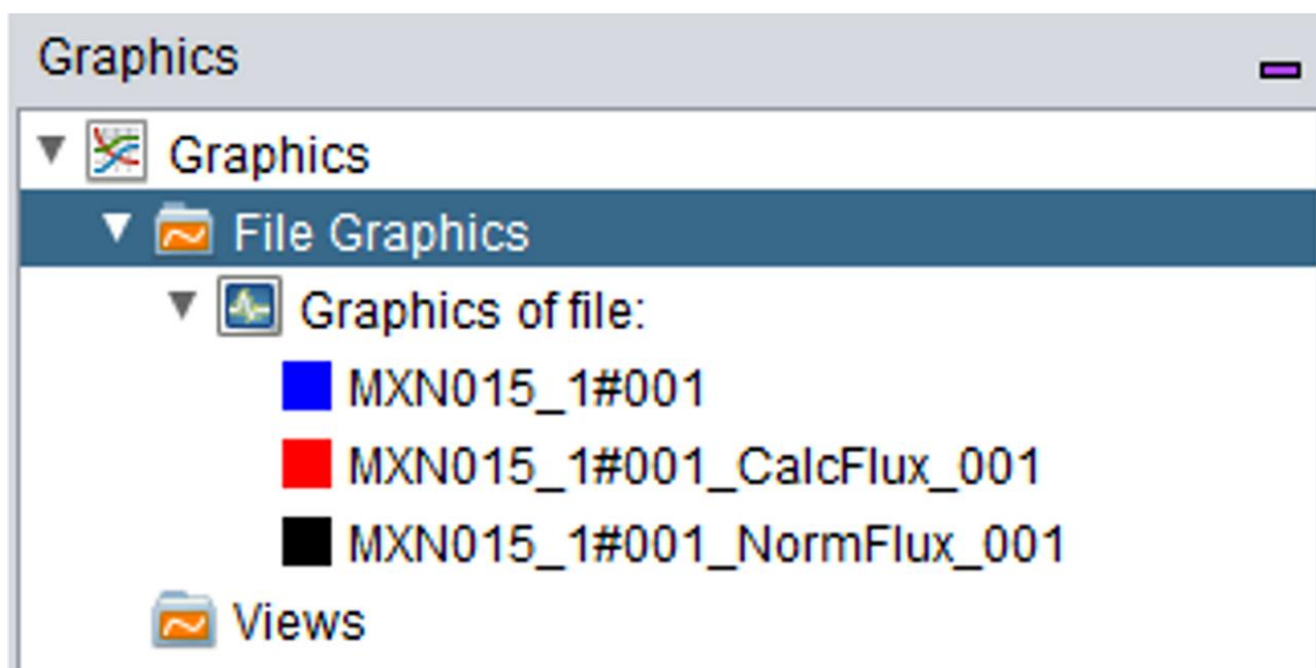 Graphics
Graphics
File Graphics
Graphics of file:
MXN015_1#001
MXN015_1#001_CalcFlux_001
MXN015_1#001_NormFlux_001
Views